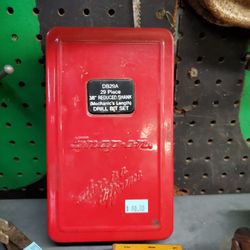 DB29A
29 Piece
3/8" REDUCED SHANK
(Mechanic's Length)
DRILL BIT SET
Snap-on